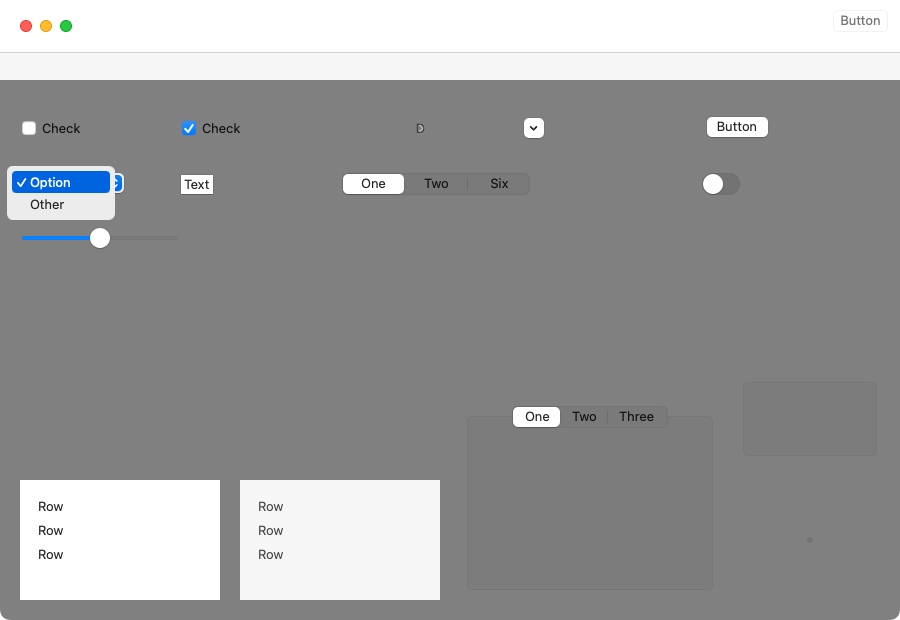 Button
Check
Check
D
Button
Option
Other
Text
One Two Six
One Two Three
Row
Row
Row
Row
Row
Row